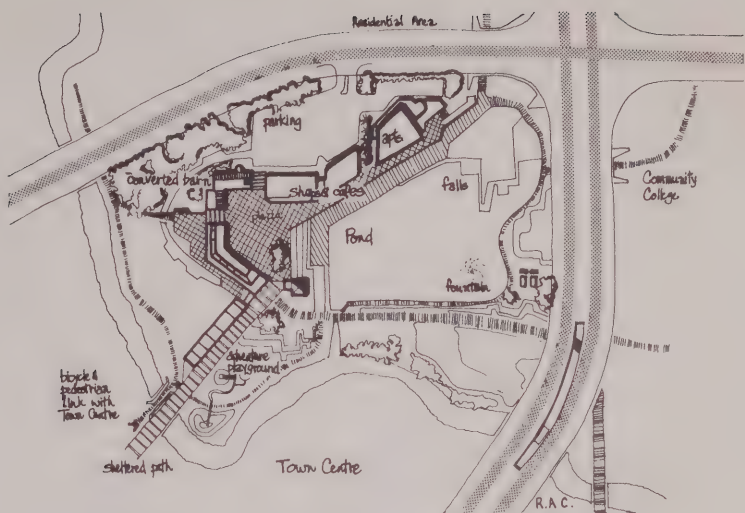 Residential Area
parking
apts
converted barn
shops & cafes
patio
falls
Community
College
Pond
fountain
adventure
playground
bicycle &
pedestrian
link with
Town Centre
sheltered path
Town Centre
R.A.C.